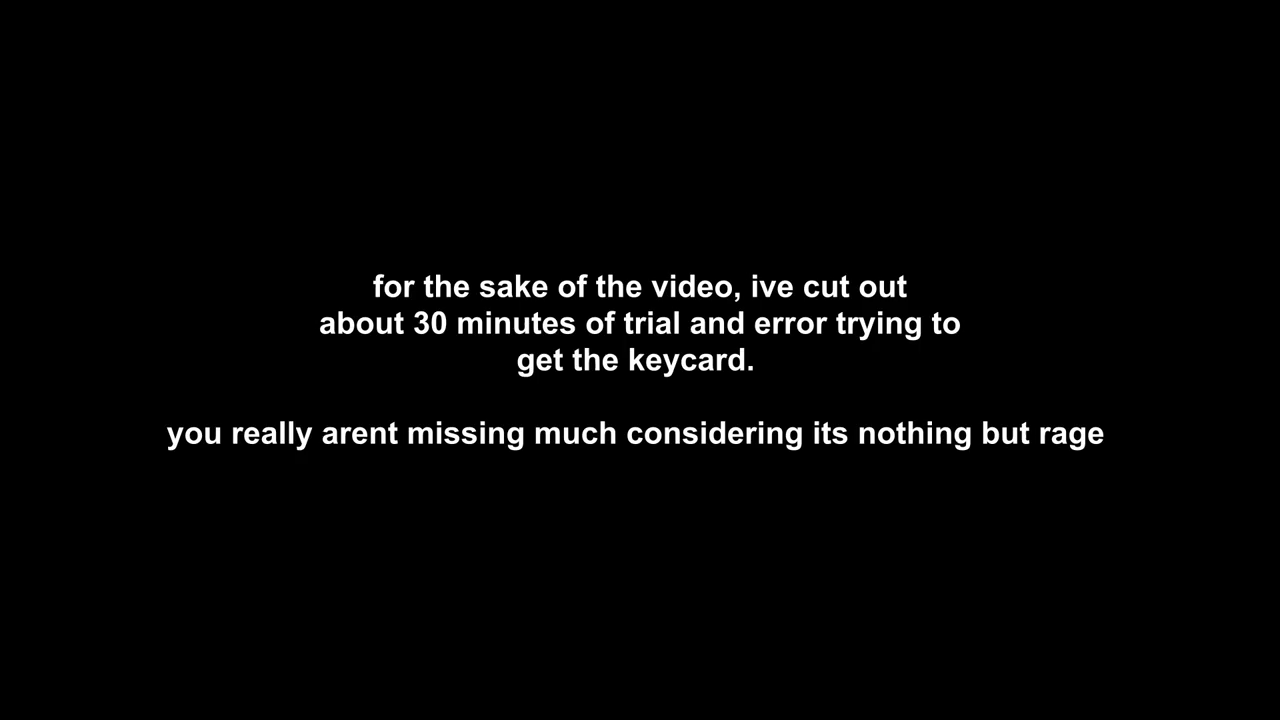 for the sake of the video, ive cut out
about 30 minutes of trial and error trying to
get the keycard.
you really arent missing much considering its nothing but rage